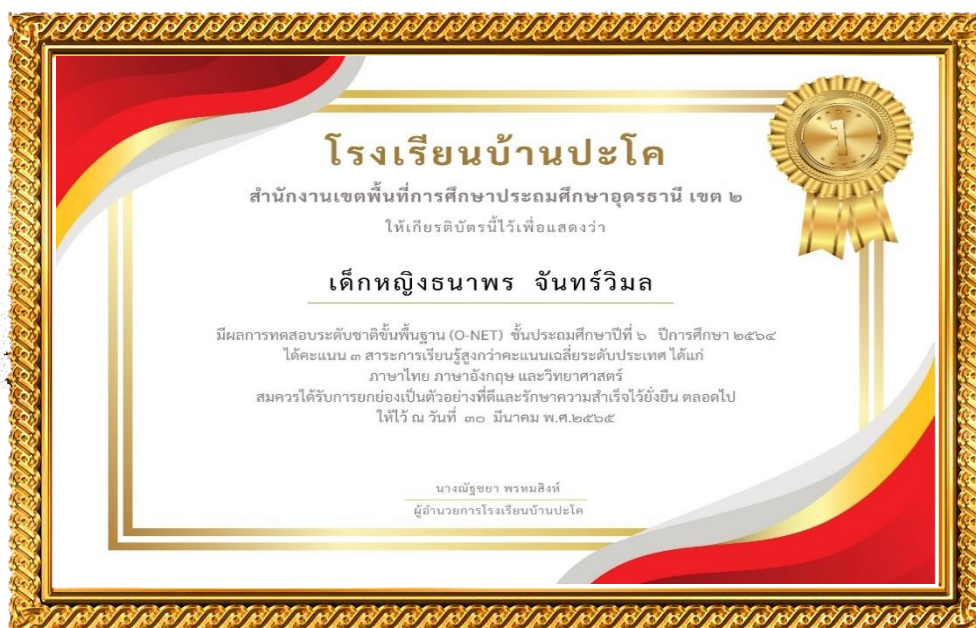 1
โรงเรียนบ้านปะโค
สำนักงานเขตพื้นที่การศึกษาประถมศึกษาอุดรธานี เขต ๒
ให้เกียรติบัตรนี้ไว้เพื่อแสดงว่า
เด็กหญิงธนาพร จันทร์วิมล
มีผลการทดสอบระดับชาติขั้นพื้นฐาน (O-NET) ชั้นประถมศึกษาปีที่ ๖ ปีการศึกษา ๒๕๖๔
ได้คะแนน ๓ สาระการเรียนรู้สูงกว่าคะแนนเฉลี่ยระดับประเทศ ได้แก่
ภาษาไทย ภาษาอังกฤษ และวิทยาศาสตร์
สมควรได้รับการยกย่องเป็นตัวอย่างที่ดีและรักษาความสำเร็จไว้ยั่งยืน ตลอดไป
ให้ไว้ ณ วันที่ ๓๐ มีนาคม พ.ศ.๒๕๖๕
นางณัฐชยา พรหมสิงห์
ผู้อำนวยการโรงเรียนบ้านปะโค